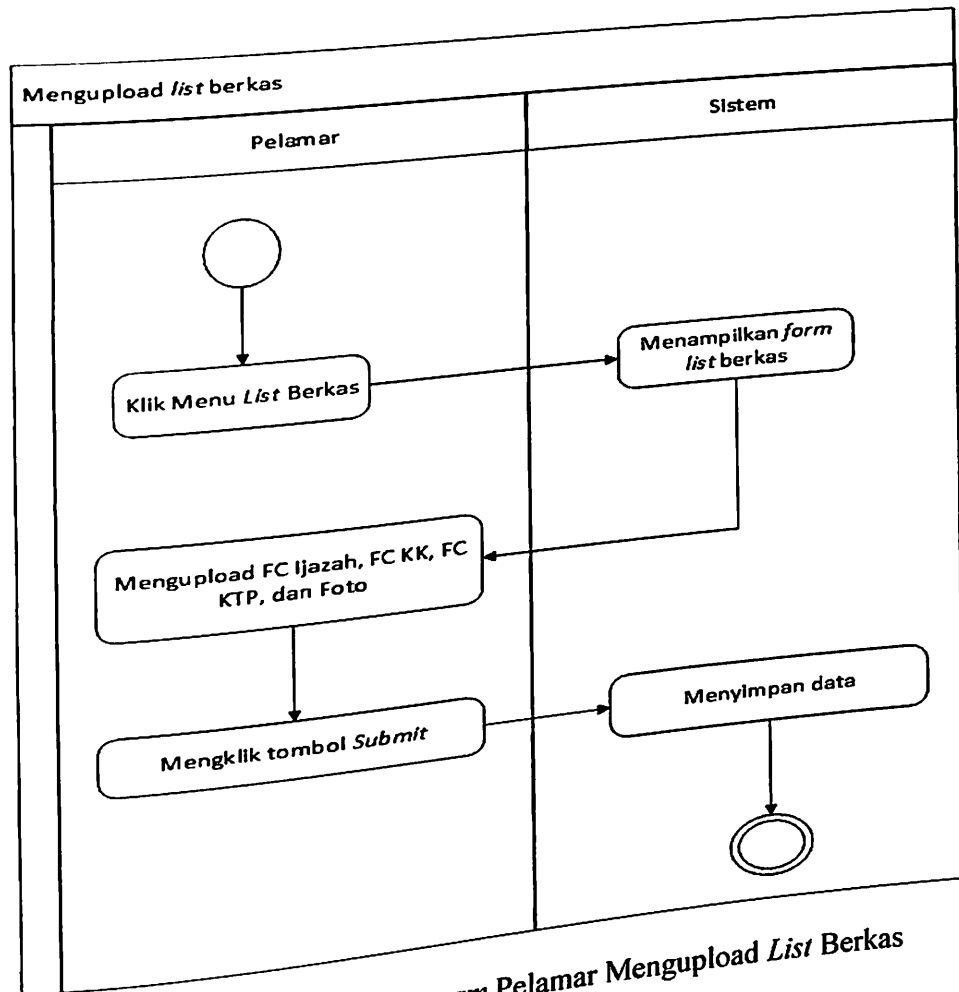 Mengupload list berkas
Pelamar
Sistem
Menampilkan form
list berkas
Klik Menu List Berkas
Mengupload FC Ijazah, FC KK, FC
KTP, dan Foto
Menyimpan data
Mengklik tombol Submit
Pelamar Mengupload List Berkas